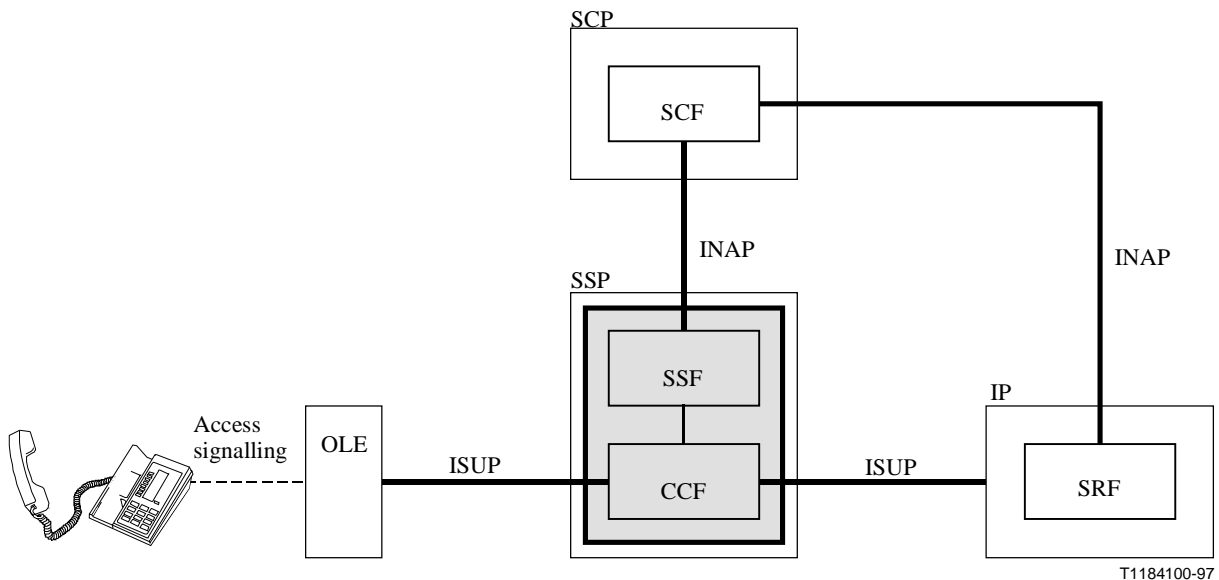 SCP
SCF
INAP
INAP
SSP
SSF
IP
Access
signalling
OLE
ISUP
CCF
ISUP
SRF
T1184100-97